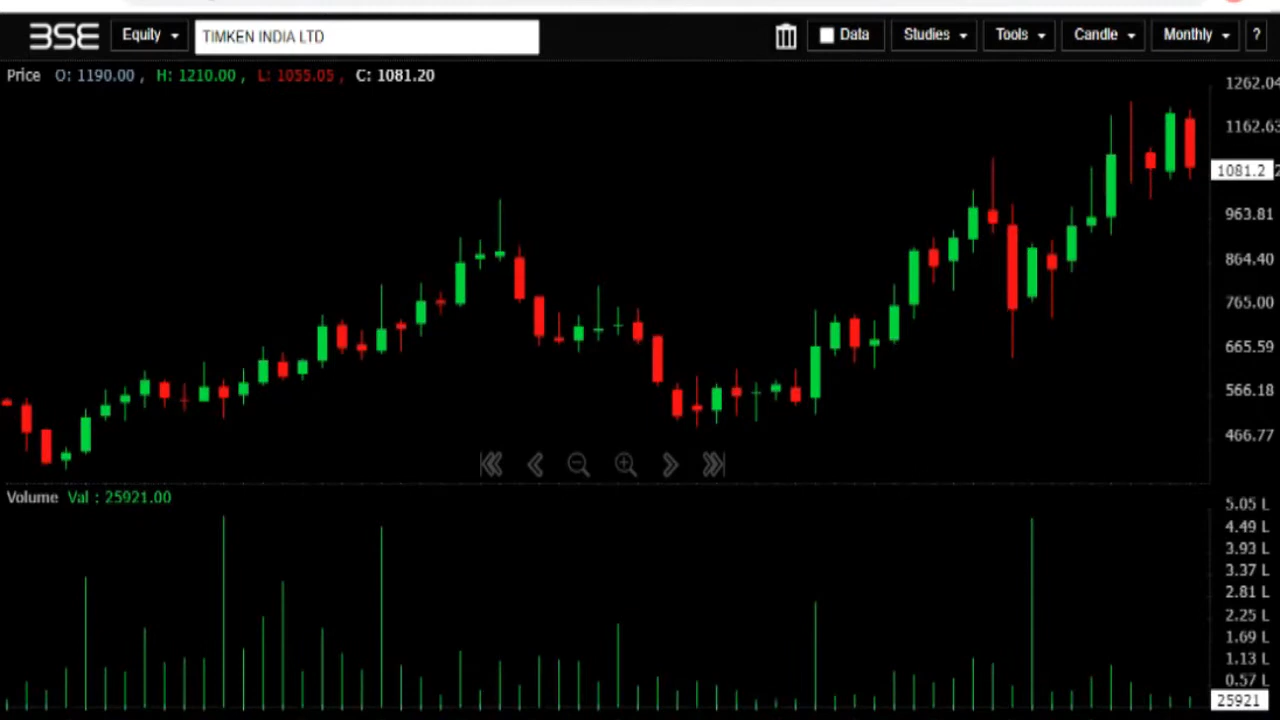 BSE Equity TIMKEN INDIA LTD Data Studies Tools Candle Monthly ?
Price O: 1190.00 , H: 1210.00 , L: 1055.05 , C: 1081.20
1262.04
1162.63
1081.2
963.81
864.40
765.00
665.59
566.18
466.77
Volume Val : 25921.00
5.05 L
4.49 L
3.93 L
3.37 L
2.81 L
2.25 L
1.69 L
1.13 L
0.57 L
25921